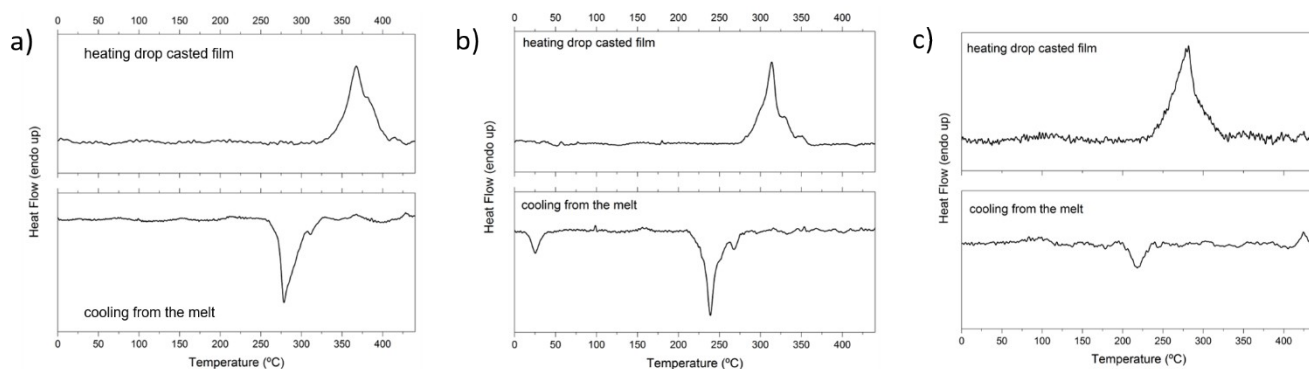 a)
0 50 100 150 200 250 300 350 400
heating drop casted film
Heat Flow (endo up)
cooling from the melt
0 50 100 150 200 250 300 350 400
Temperature (ºC)
b)
0 50 100 150 200 250 300 350 400
heating drop casted film
Heat Flow (endo up)
cooling from the melt
0 50 100 150 200 250 300 350 400
Temperature (ºC)
c)
heating drop casted film
Heat Flow (endo up)
cooling from the melt
0 50 100 150 200 250 300 350 400
Temperature (ºC)